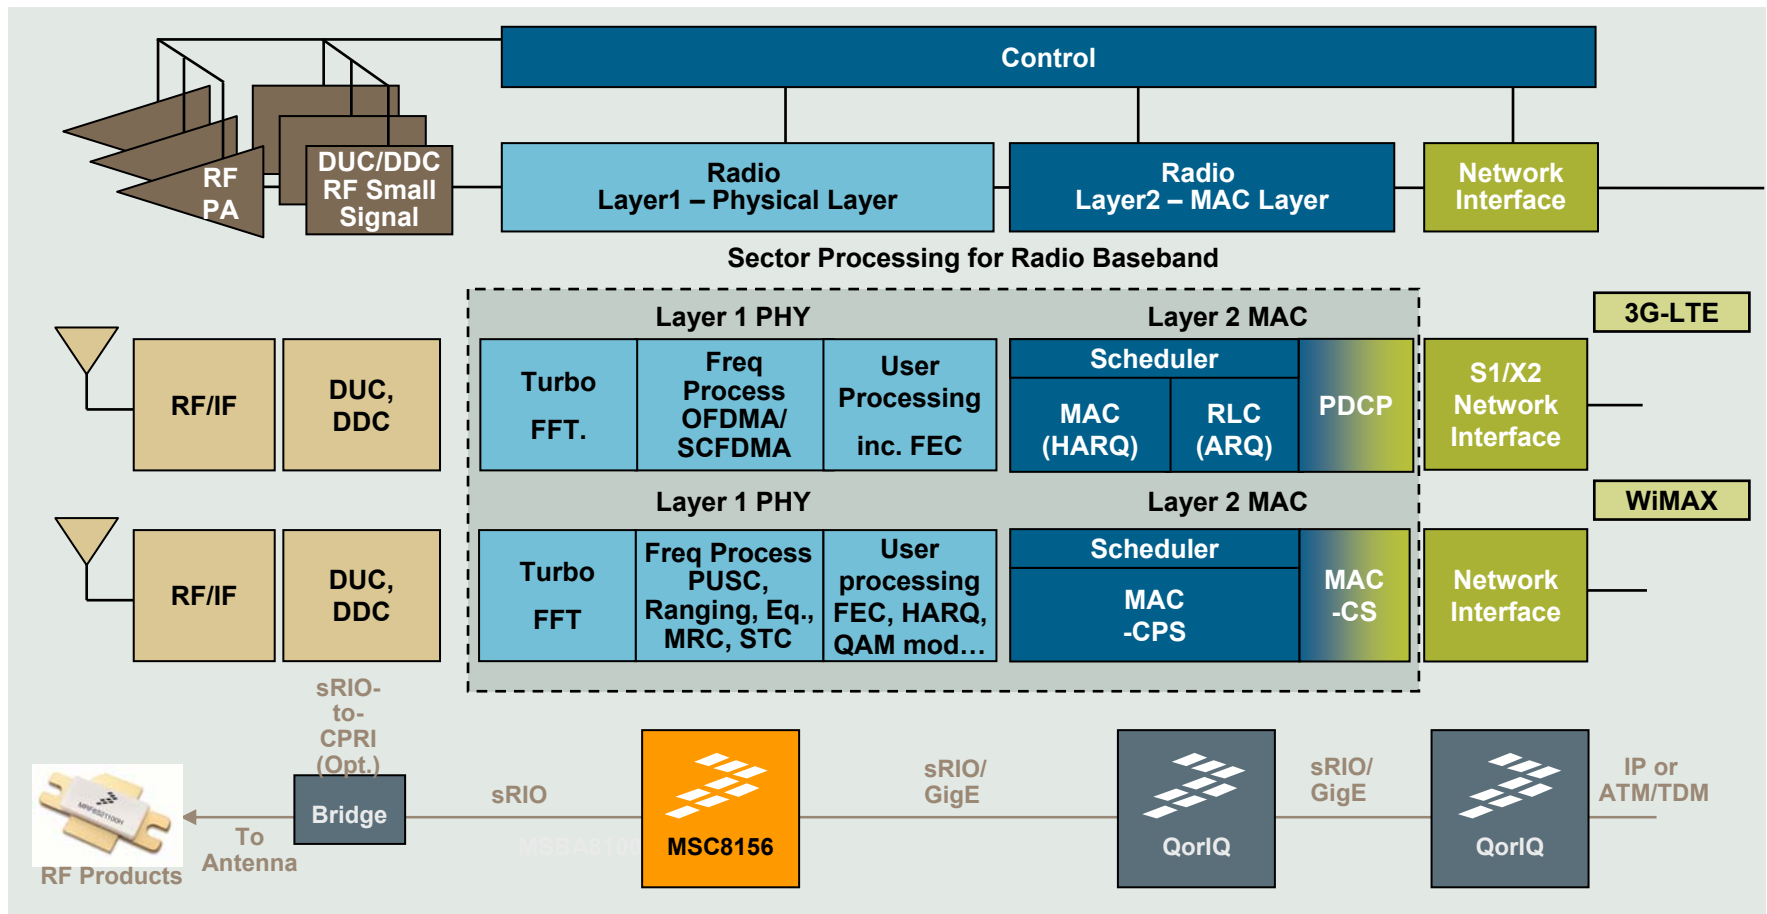 Control
RF
PA
DUC/DDC
RF Small
Signal
Radio
Layer1 – Physical Layer
Radio
Layer2 – MAC Layer
Network
Interface
Sector Processing for Radio Baseband
Layer 1 PHY
Layer 2 MAC
3G-LTE
RF/IF
DUC,
DDC
Turbo
FFT.
Freq
Process
OFDMA/
SCFDMA
User
Processing
inc. FEC
Scheduler
MAC
(HARQ)
RLC
(ARQ)
PDCP
S1/X2
Network
Interface
Layer 1 PHY
Layer 2 MAC
WiMAX
RF/IF
DUC,
DDC
Turbo
FFT
Freq Process
PUSC,
Ranging, Eq.,
MRC, STC
User
processing
FEC, HARQ,
QAM mod…
Scheduler
MAC
-CPS
MAC
-CS
Network
Interface
sRIO-
to-
CPRI
(Opt.)
Bridge
sRIO
MSBA8100
MSC8156
sRIO/
GigE
QorIQ
sRIO/
GigE
QorIQ
IP or
ATM/TDM
To
Antenna
RF Products